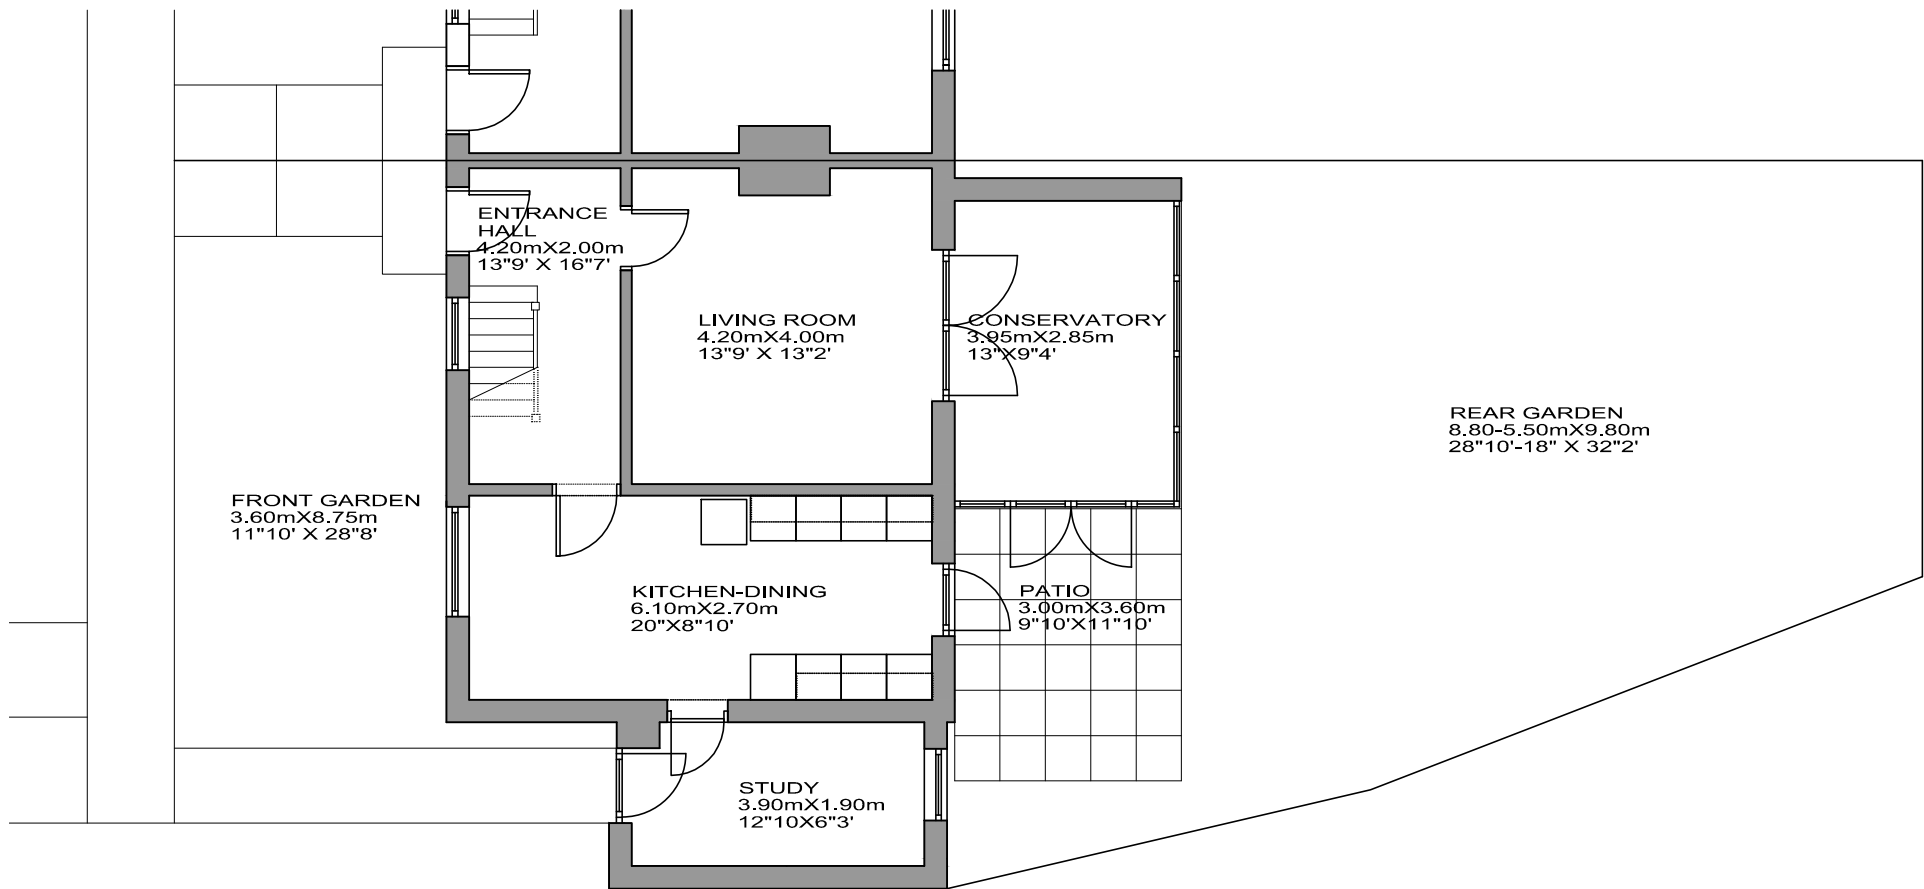 ENTRANCE
HALL
4.20mX2.00m
13"9' X 16"7'
LIVING ROOM
4.20mX4.00m
13"9' X 13"2'
CONSERVATORY
3.95mX2.85m
13"X9"4'
REAR GARDEN
8.80-5.50mX9.80m
28"10'-18" X 32"2'
FRONT GARDEN
3.60mX8.75m
11"10' X 28"8'
KITCHEN-DINING
6.10mX2.70m
20"X8"10'
PATIO
3.00mX3.60m
9"10'X11"10'
STUDY
3.90mX1.90m
12"10X6"3'